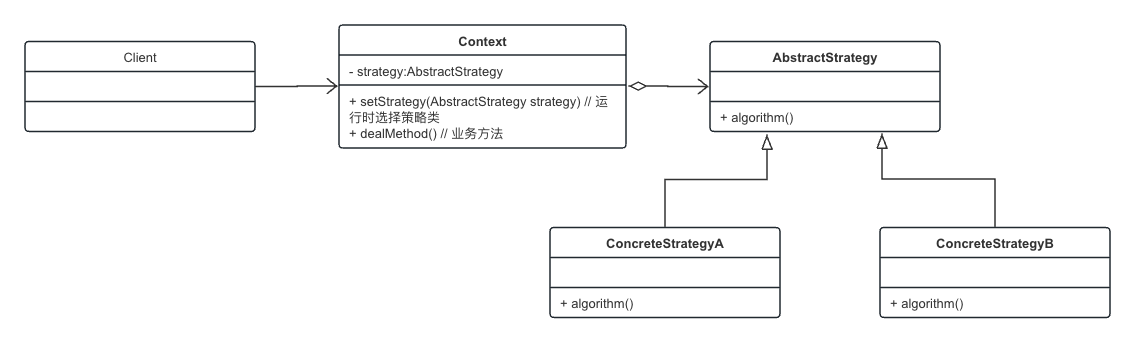 Client
Context
- strategy:AbstractStrategy
+ setStrategy(AbstractStrategy strategy) // 运
行时选择策略类
+ dealMethod() // 业务方法
AbstractStrategy
+ algorithm()
ConcreteStrategyA
+ algorithm()
ConcreteStrategyB
+ algorithm()